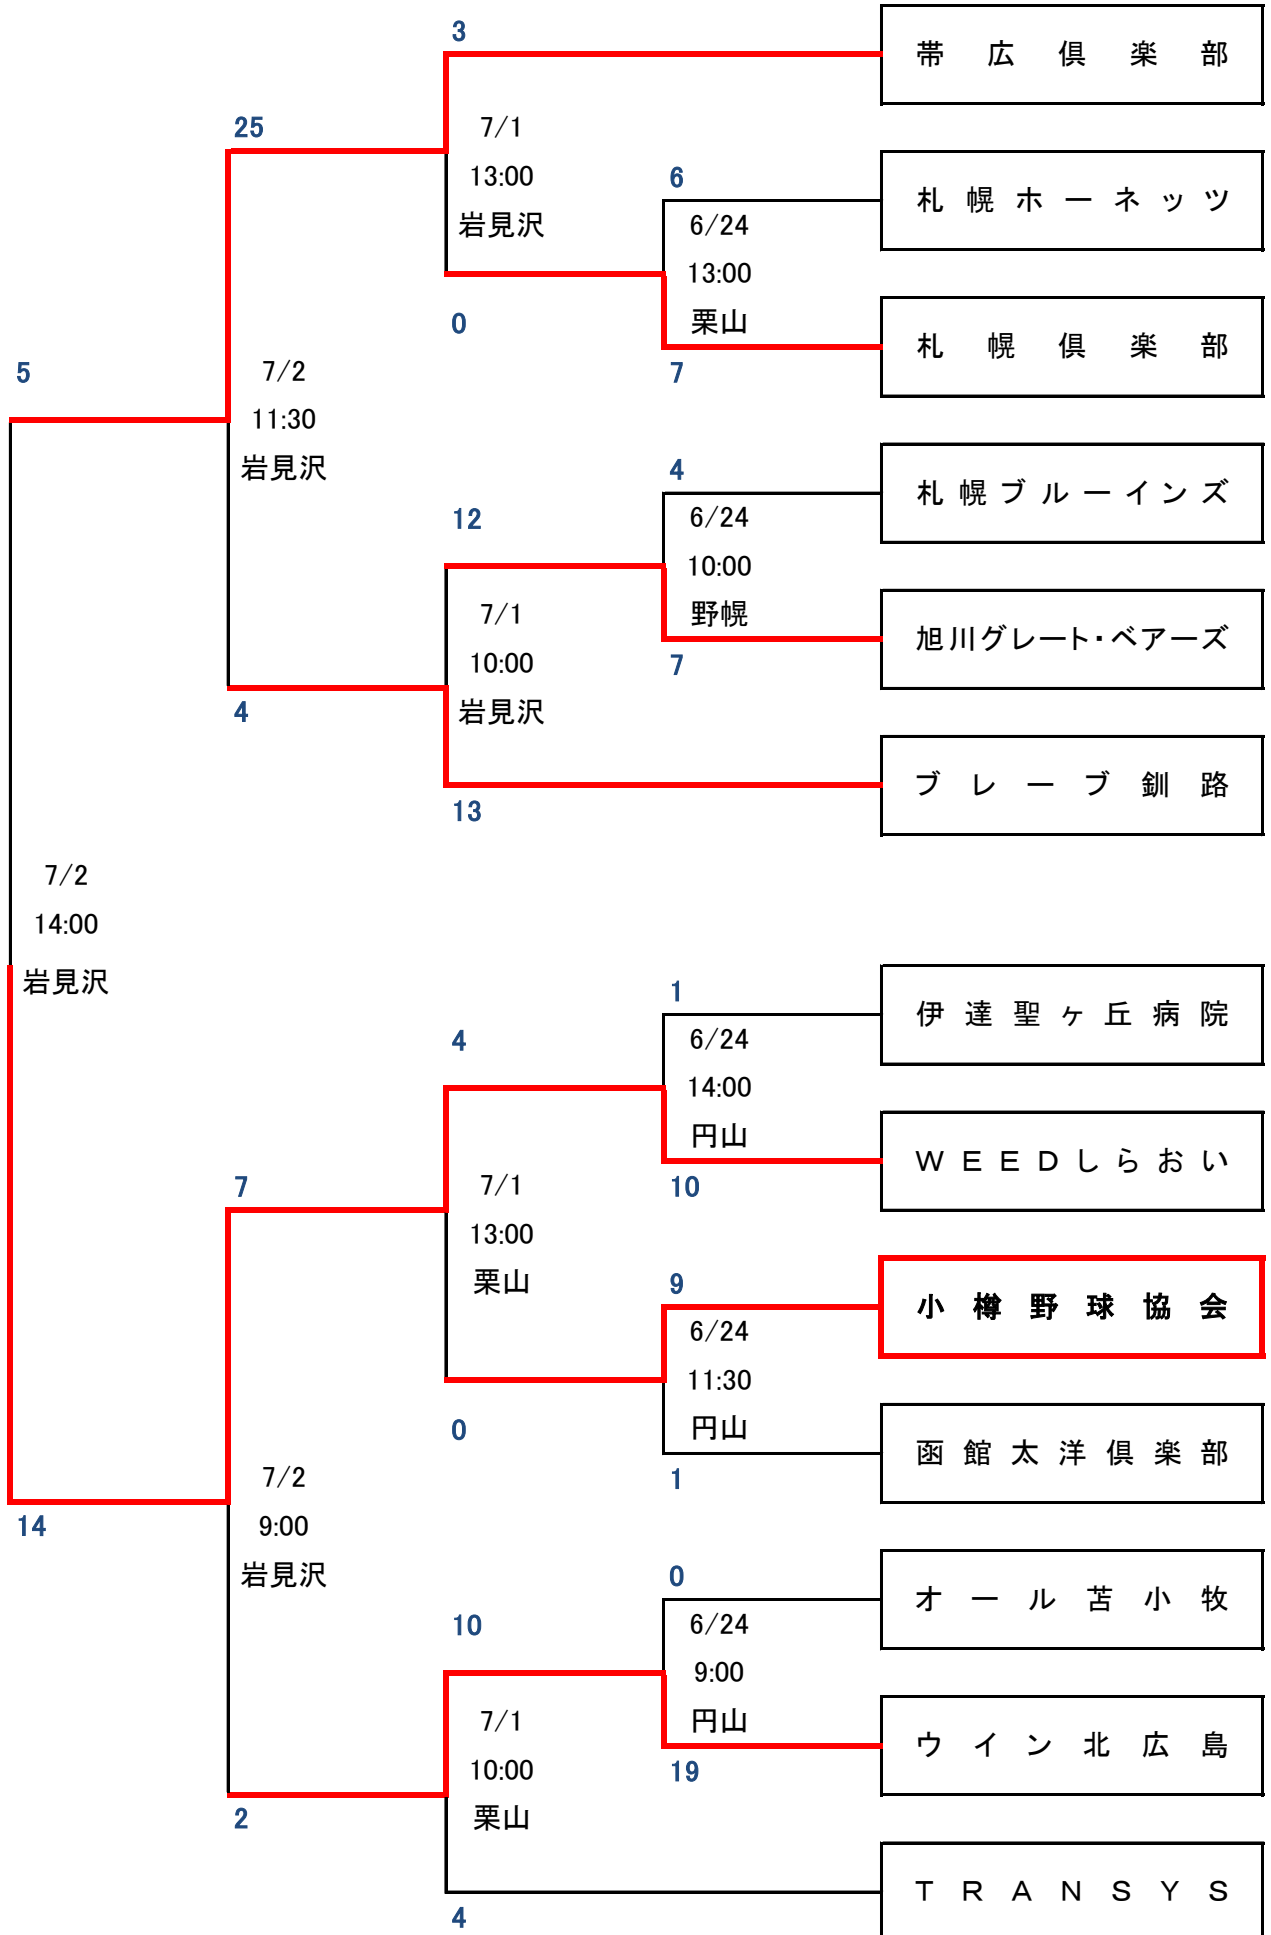 3
帯広倶楽部
25
7/1
13:00
岩見沢
6
札幌ホーネッツ
6/24
13:00
栗山
0
札幌倶楽部
7
5
7/2
11:30
岩見沢
4
札幌ブルーインズ
12
6/24
10:00
野幌
7/1
10:00
岩見沢
旭川グレート・ベアーズ
7
4
ブレーブ釧路
13
7/2
14:00
岩見沢
1
伊達聖ヶ丘病院
4
6/24
14:00
円山
WEEDしらおい
10
7
7/1
13:00
栗山
9
小樽野球協会
6/24
11:30
円山
0
函館太洋倶楽部
1
14
7/2
9:00
岩見沢
0
オール苫小牧
10
6/24
9:00
円山
ウイン北広島
19
7/1
10:00
栗山
2
TRANSYS
4